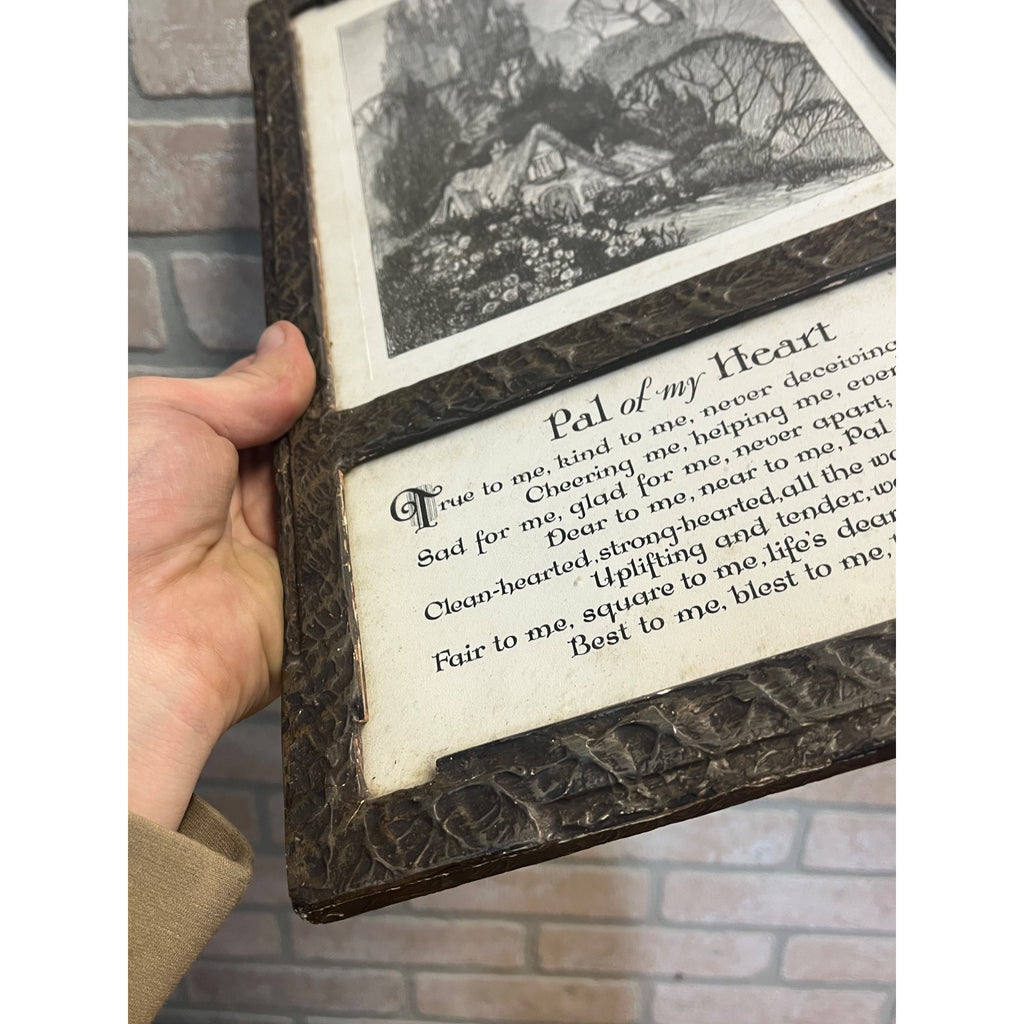 Pal of my Heart
True to me, kind to me, never deceiving
Cheering me, helping me, ever
Sad for me, glad for me, never apart;
Dear to me, near to me, Pal
Clean-hearted, strong-hearted, all the
Uplifting and tender,
Fair to me, square to me, life's dear
Best to me, blest to me,